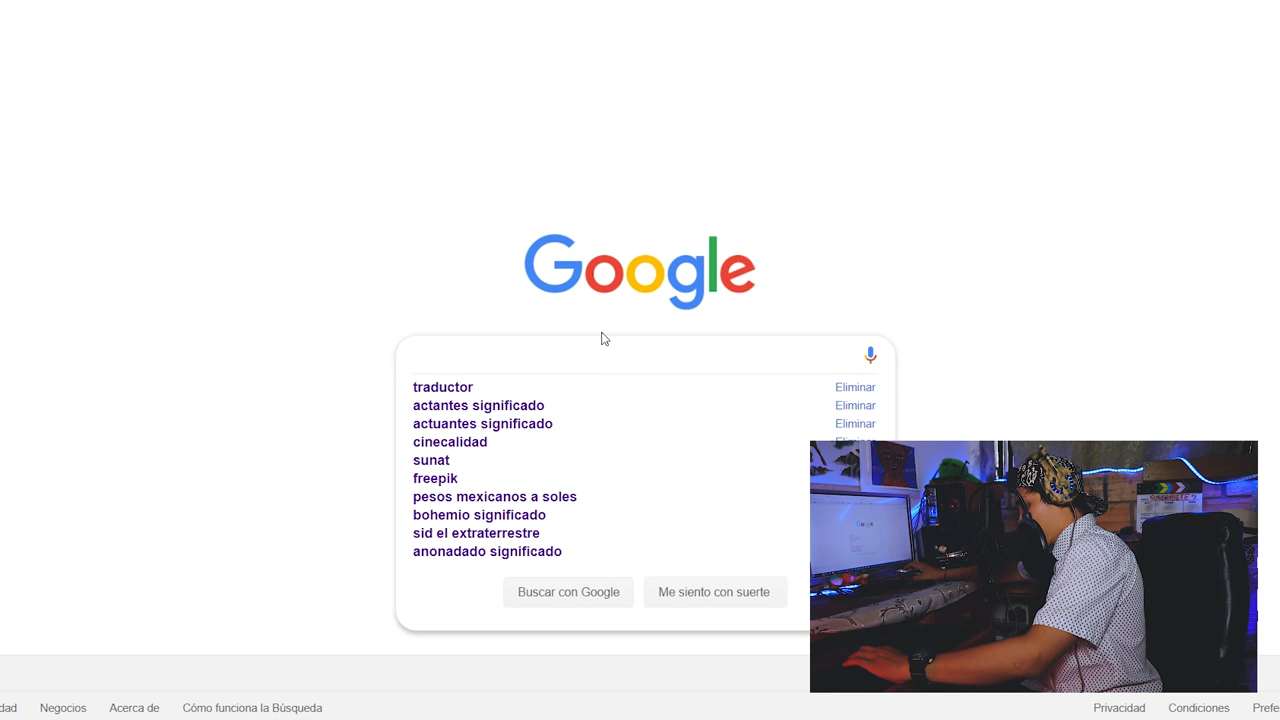 Google
traductor Eliminar
actantes significado Eliminar
actuantes significado Eliminar
cinecalidad
sunat
freepik
pesos mexicanos a soles
bohemio significado
sid el extraterrestre
anonadado significado
Buscar con Google Me siento con suerte
dad Negocios Acerca de Cómo funciona la Búsqueda Privacidad Condiciones Prefe